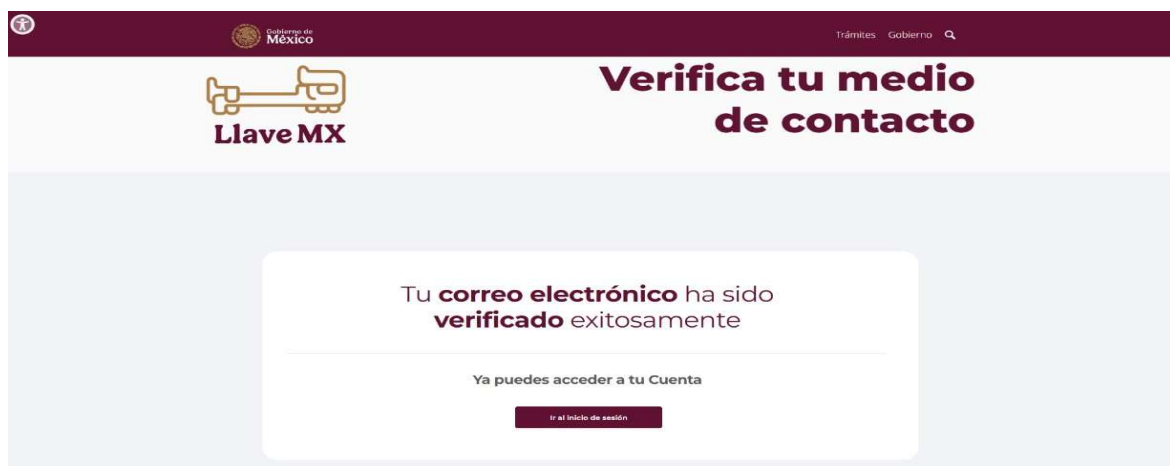 Gobierno de
México
Trámites Gobierno
Llave MX
Verifica tu medio
de contacto
Tu correo electrónico ha sido
verificado exitosamente
Ya puedes acceder a tu Cuenta
Ir al inicio de sesión